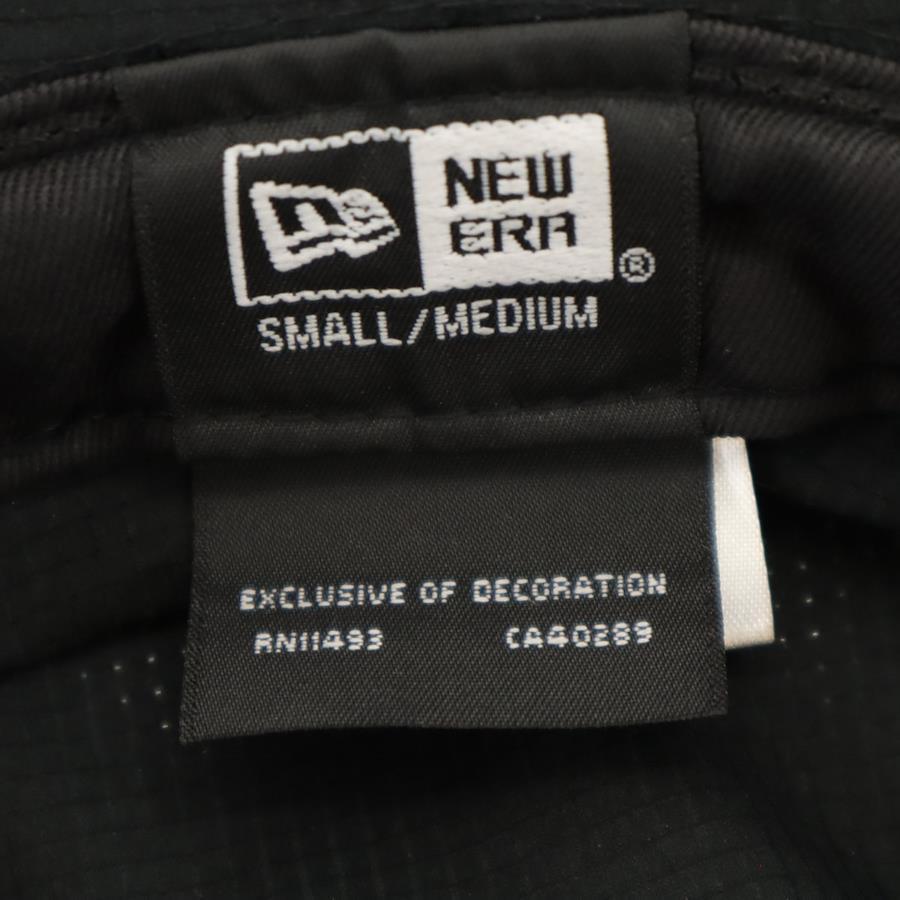 NEW
ERA
®
SMALL/MEDIUM
EXCLUSIVE OF DECORATION
RN11493 CA40289